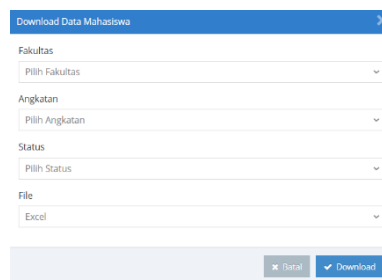 Download Data Mahasiswa
Fakultas
Pilih Fakultas
Angkatan
Pilih Angkatan
Status
Pilih Status
File
Excel
Batal Download